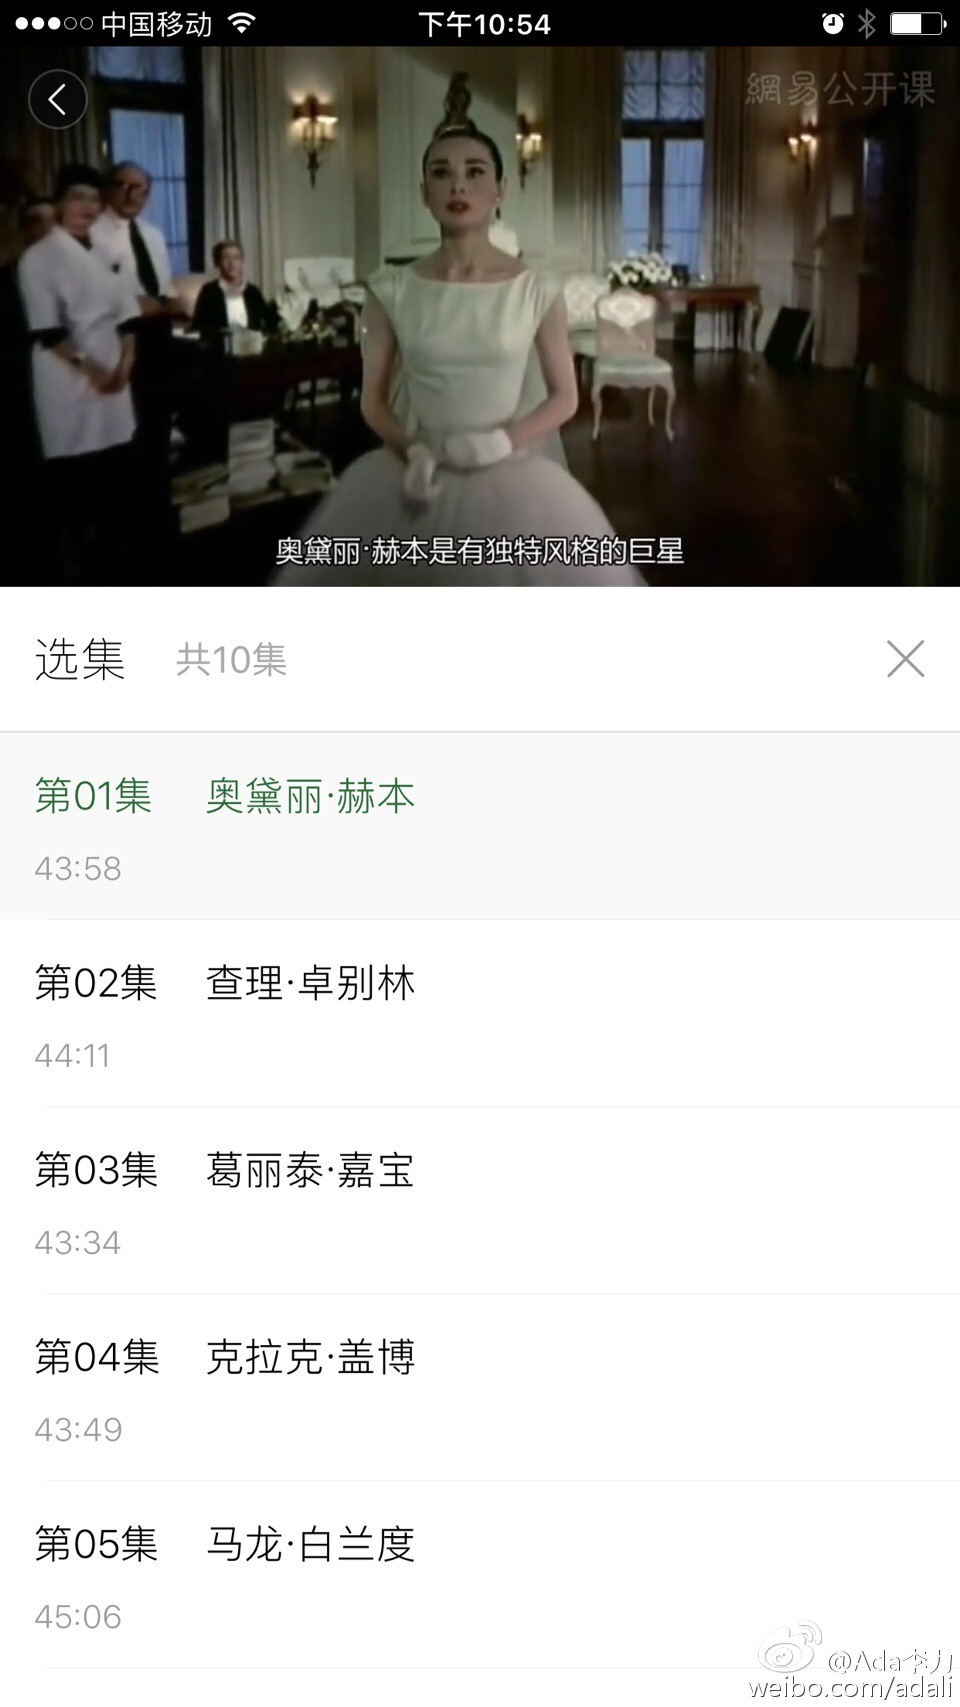 中国移动
下午10:54
網易公开课
奥黛丽·赫本是有独特风格的巨星
选集 共10集
第01集 奥黛丽·赫本
43:58
第02集 查理·卓别林
44:11
第03集 葛丽泰·嘉宝
43:34
第04集 克拉克·盖博
43:49
第05集 马龙·白兰度
45:06
@Ada李力
weibo.com/adali